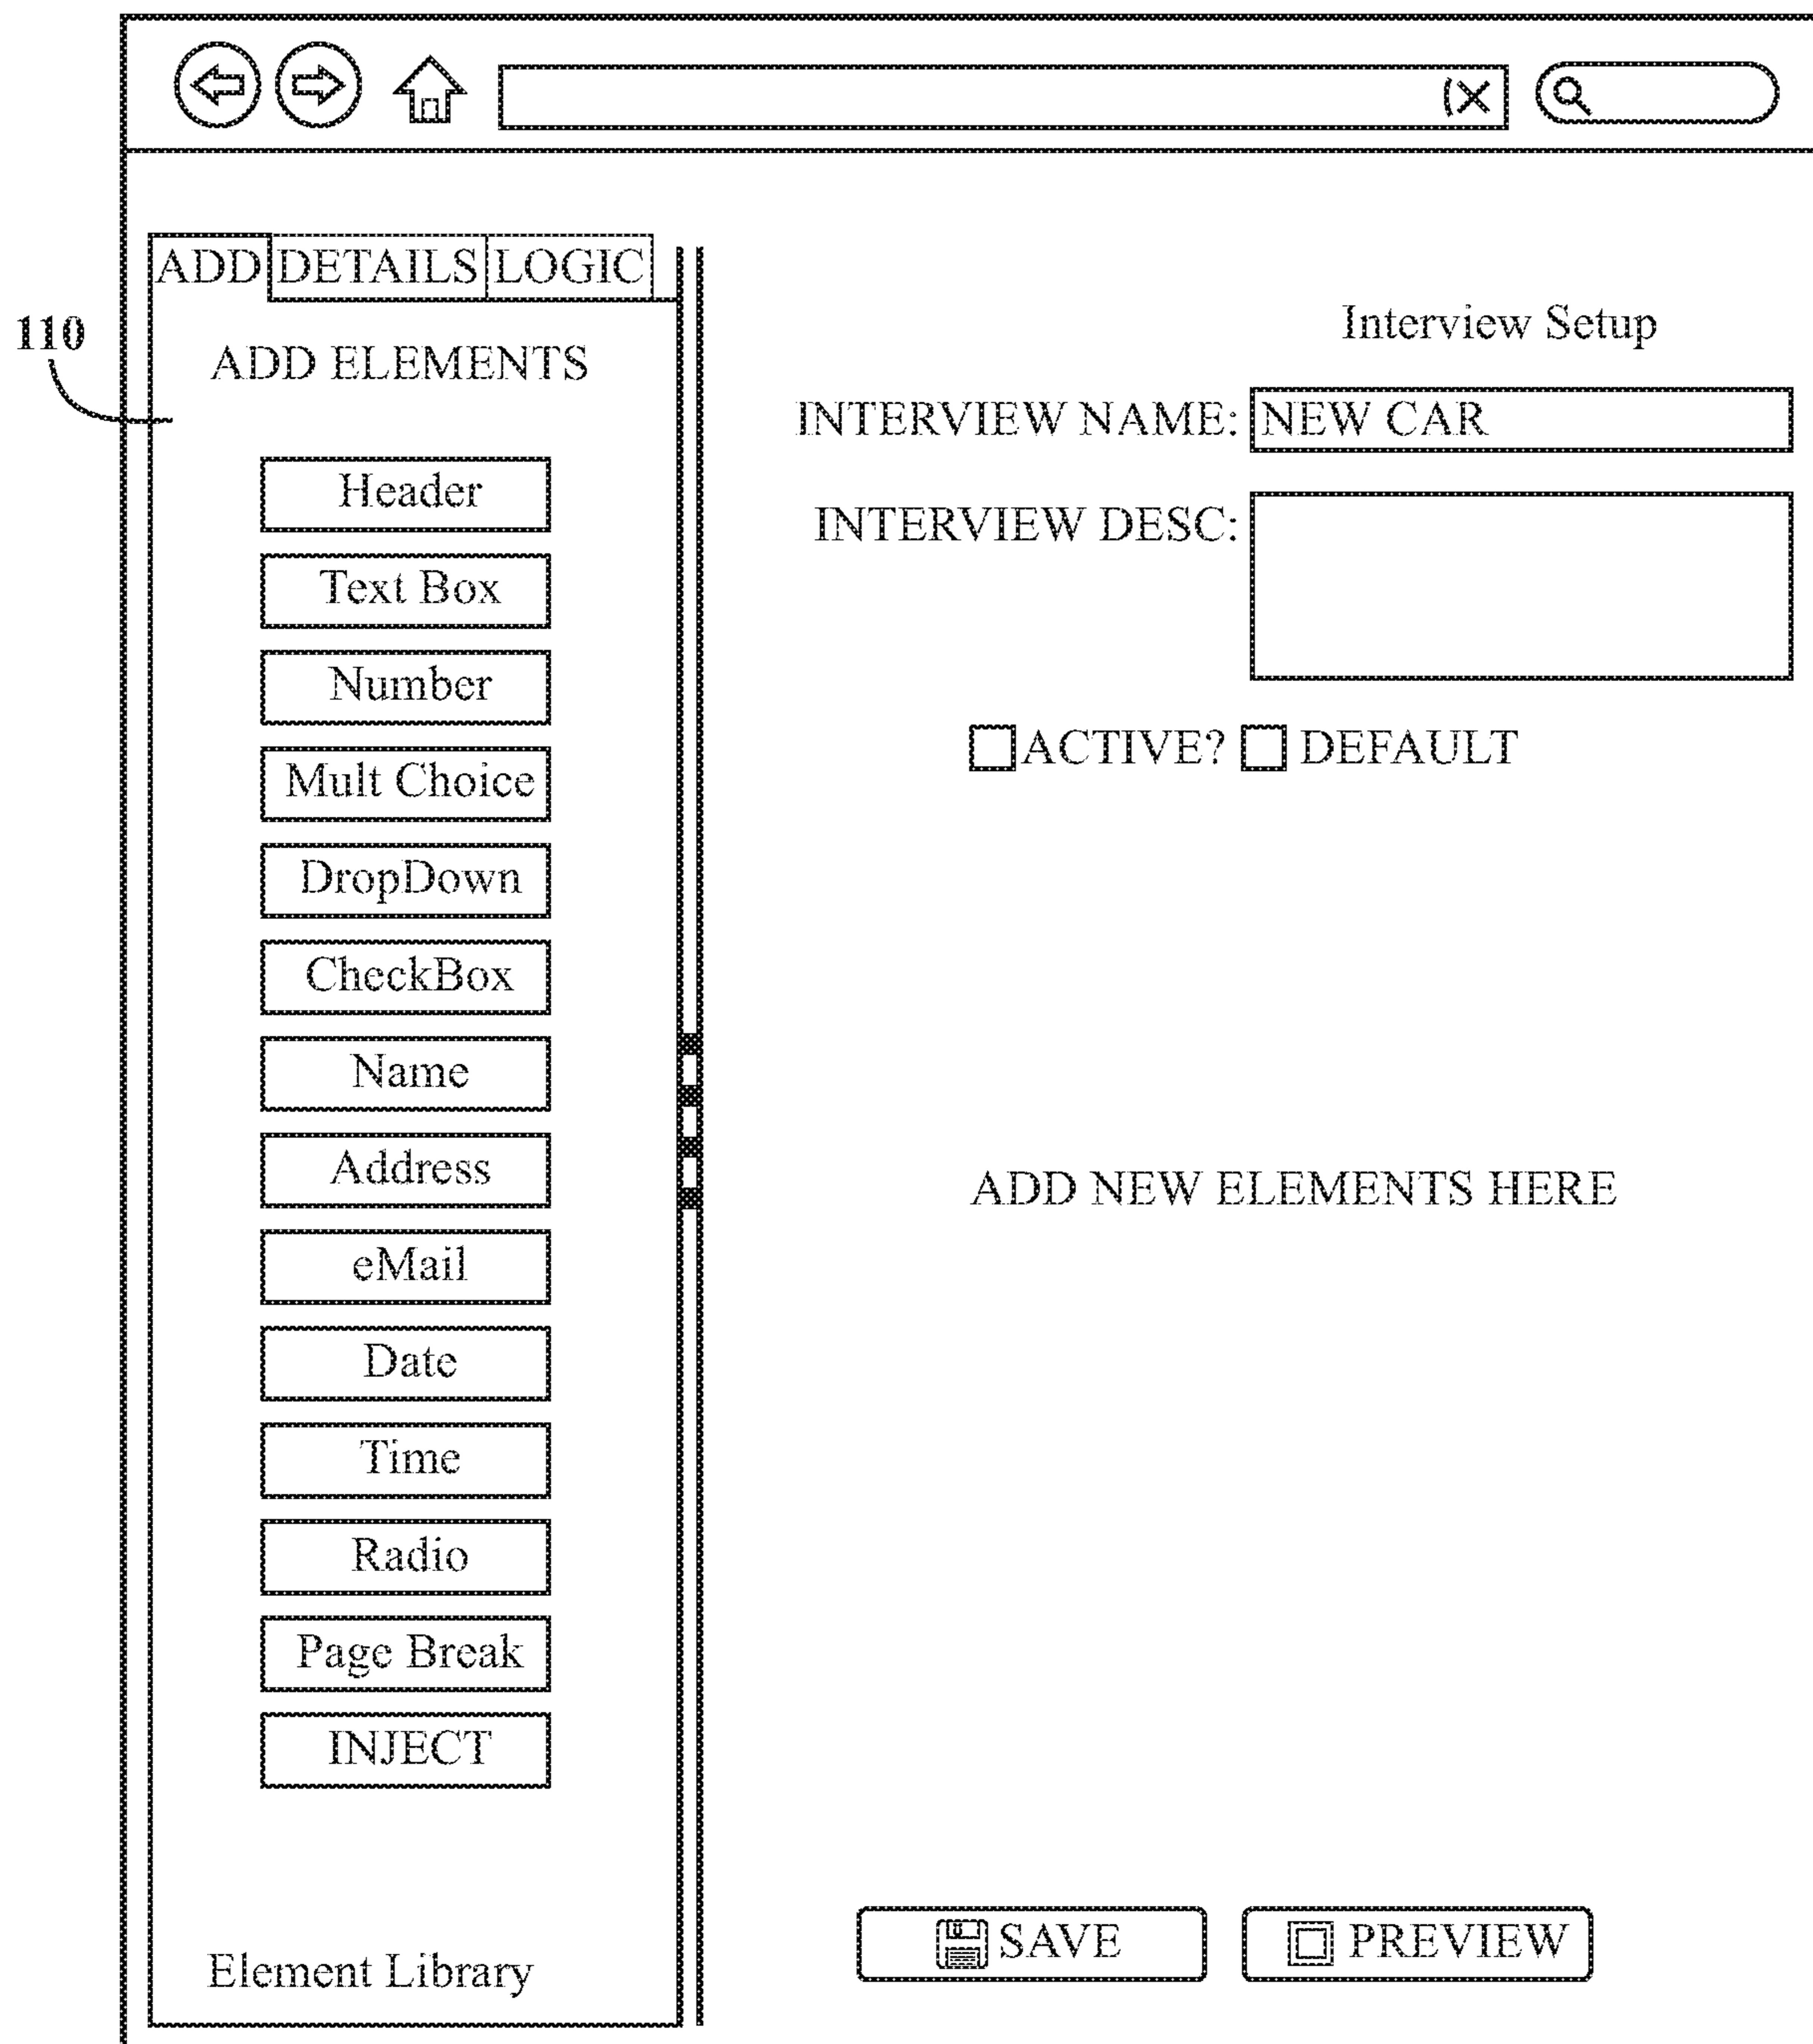 ADD DETAILS LOGIC
110
ADD ELEMENTS
Header
Text Box
Number
Mult Choice
DropDown
CheckBox
Name
Address
eMail
Date
Time
Radio
Page Break
INJECT
Element Library
Interview Setup
INTERVIEW NAME: NEW CAR
INTERVIEW DESC:
ACTIVE? DEFAULT
ADD NEW ELEMENTS HERE
SAVE PREVIEW